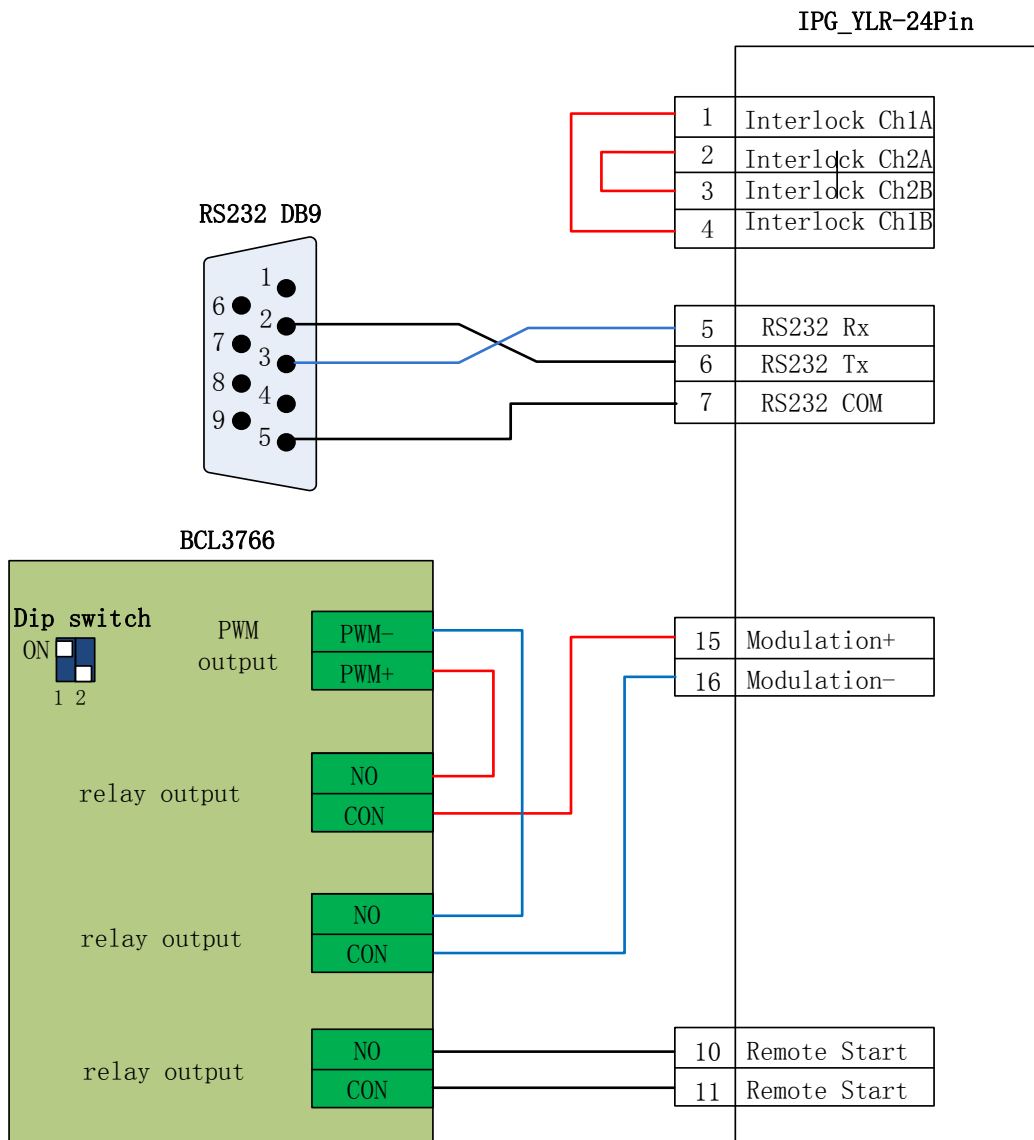 IPG_YLR-24Pin
1 Interlock Ch1A
2 Interlock Ch2A
3 Interlock Ch2B
4 Interlock Ch1B
RS232 DB9
1
6
2
7
3
8
4
9
5
5 RS232 Rx
6 RS232 Tx
7 RS232 COM
BCL3766
Dip switch
ON
1 2
PWM
output
PWM-
PWM+
15 Modulation+
16 Modulation-
relay output
NO
CON
relay output
NO
CON
relay output
NO
CON
10 Remote Start
11 Remote Start